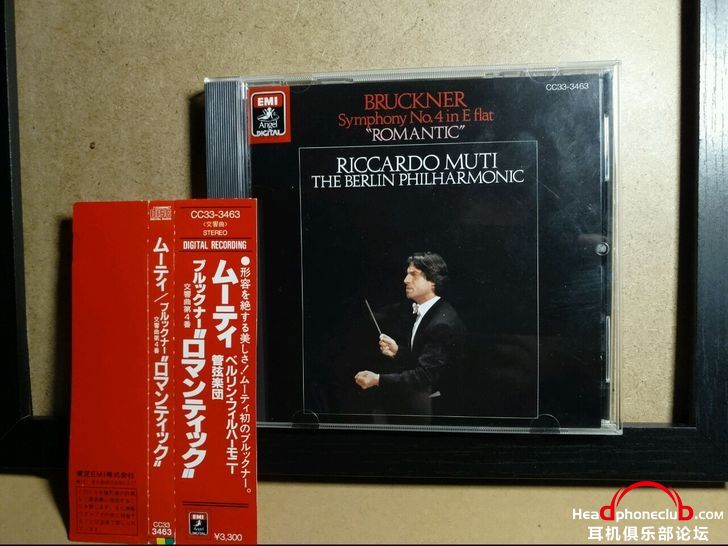 EMI
Angel
DIGITAL
CC33-3463
BRUCKNER
Symphony No.4 in E flat
"ROMANTIC"
RICCARDO MUTI
THE BERLIN PHILHARMONIC
CC33-3463
〈交響曲〉
STEREO
DIGITAL RECORDING
●形容を絶する美しさ!ムーティ初のブルックナー。
ムーティ
ベルリン・フィルハーモニー
管弦楽団
ブルックナー
交響曲第4番
"ロマンティック"
EMI
Angel
¥3,300
ムーティ/ブルックナー
交響曲第4番
"ロマンティック"
CC33
3463
東芝EMI株式会社
Headphoneclub.com
耳机俱乐部论坛